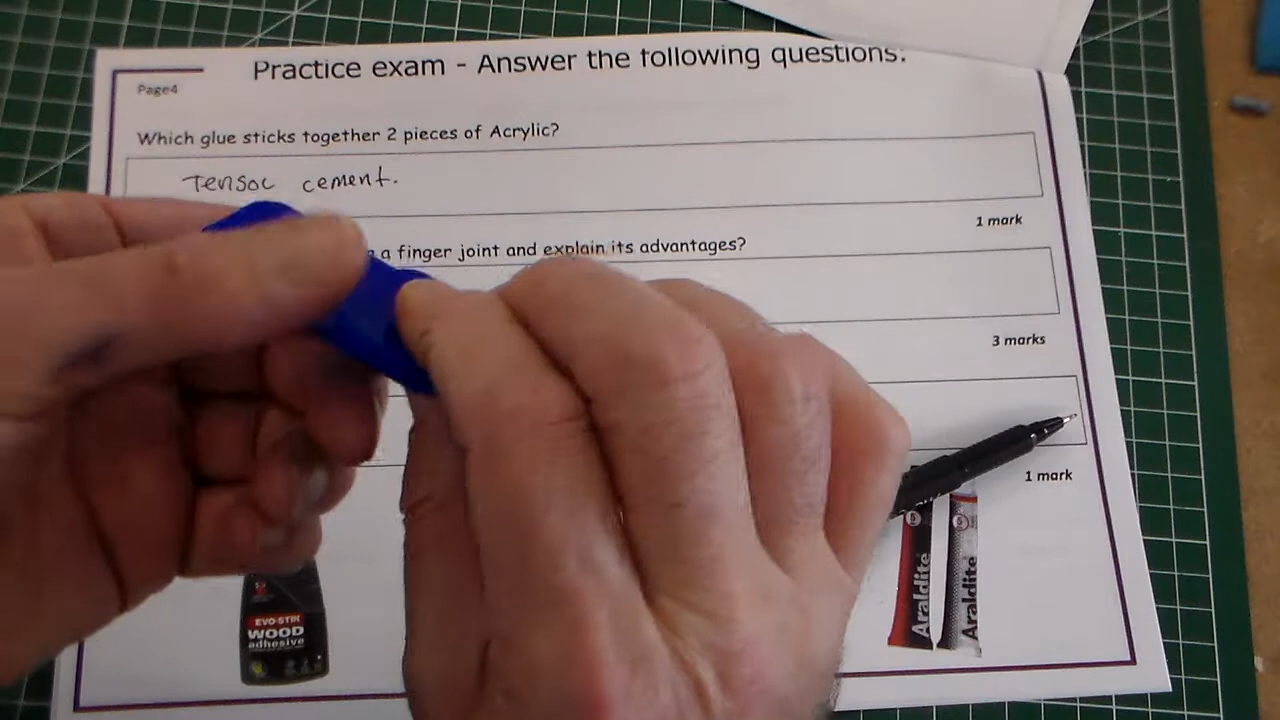 Practice exam - Answer the following questions:
Page4
Which glue sticks together 2 pieces of Acrylic?
Tensoc cement.
1 mark
a finger joint and explain its advantages?
3 marks
1 mark
EVO-STIK
WOOD
adhesive
Araldite
Araldite